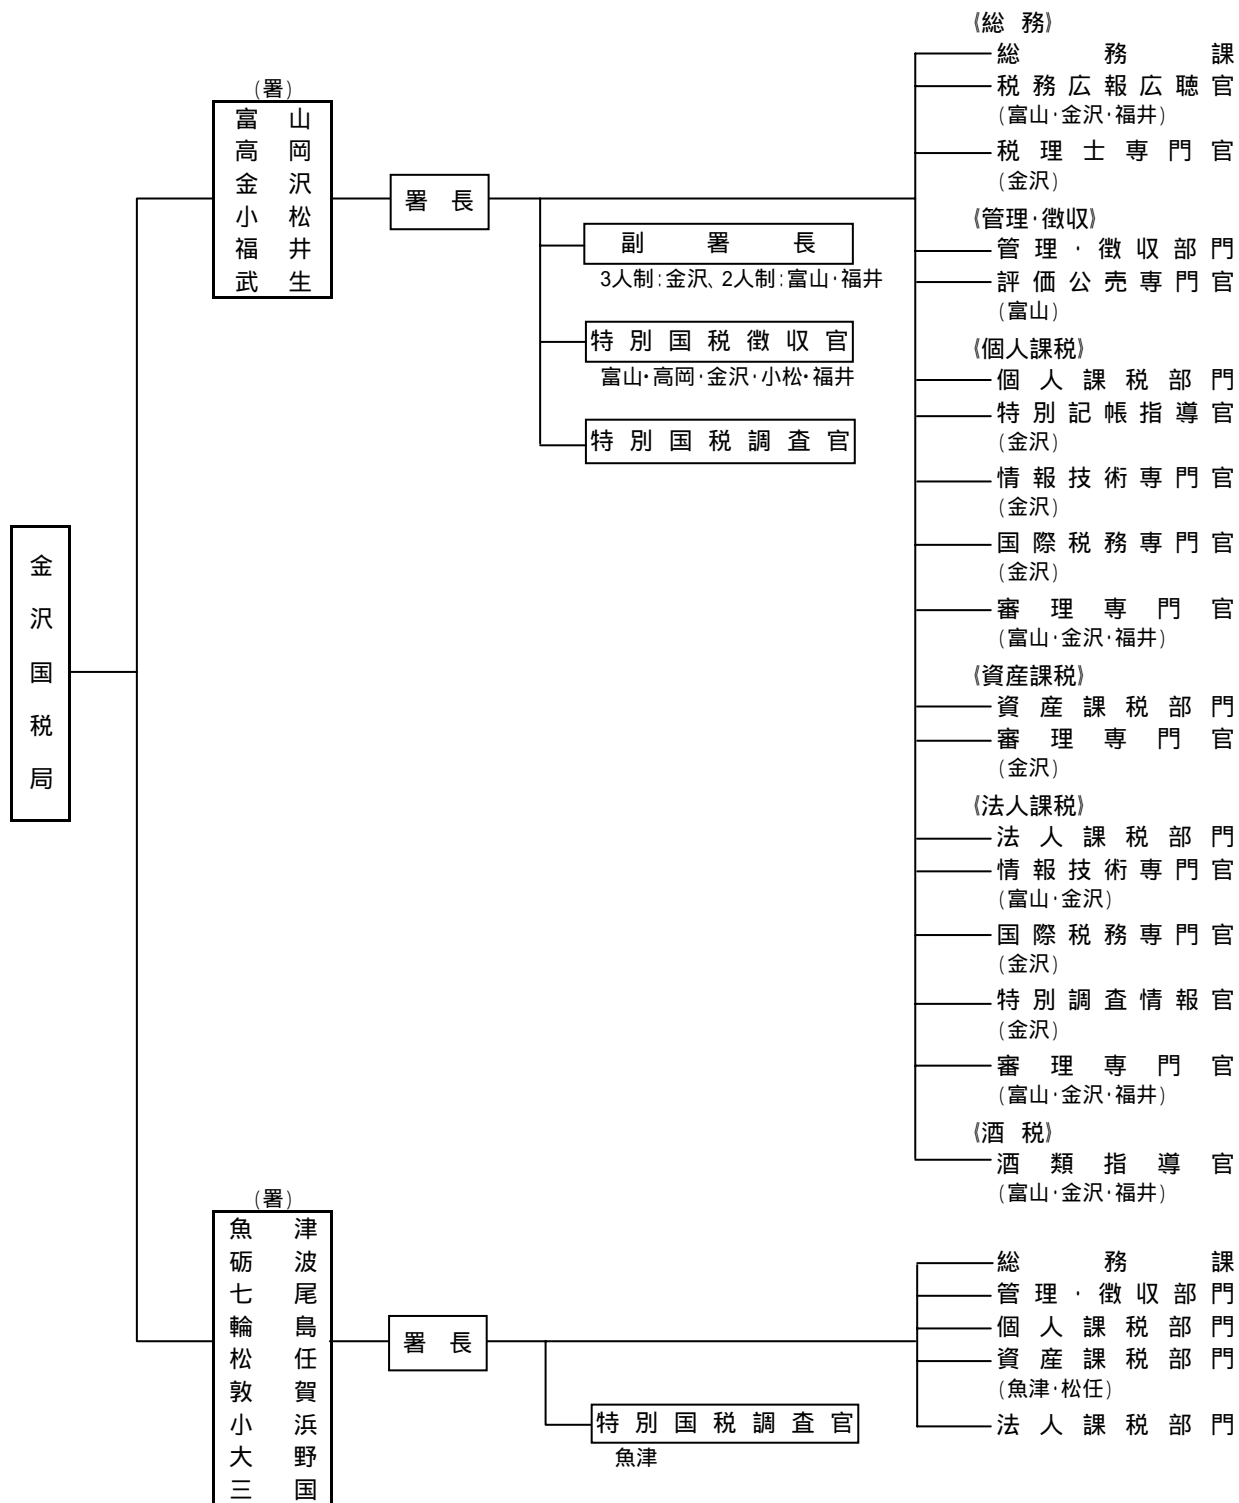 金沢国税局
(署)
富山
高岡
金沢
小松
福井
武生
署長
副署長
3人制:金沢、2人制:富山・福井
特別国税徴収官
富山・高岡・金沢・小松・福井
特別国税調査官
《総務》
総務課
税務広報広聴官
(富山・金沢・福井)
税理士専門官
(金沢)
《管理・徴収》
管理・徴収部門
評価公売専門官
(富山)
《個人課税》
個人課税部門
特別記帳指導官
(金沢)
情報技術専門官
(金沢)
国際税務専門官
(金沢)
審理専門官
(富山・金沢・福井)
《資産課税》
資産課税部門
審理専門官
(金沢)
《法人課税》
法人課税部門
情報技術専門官
(富山・金沢)
国際税務専門官
(金沢)
特別調査情報官
(金沢)
審理専門官
(富山・金沢・福井)
《酒税》
酒類指導官
(富山・金沢・福井)
(署)
魚津
砺波
七尾
輪島
松任
敦賀
小浜
大野
三国
署長
特別国税調査官
魚津
総務課
管理・徴収部門
個人課税部門
資産課税部門
(魚津・松任)
法人課税部門